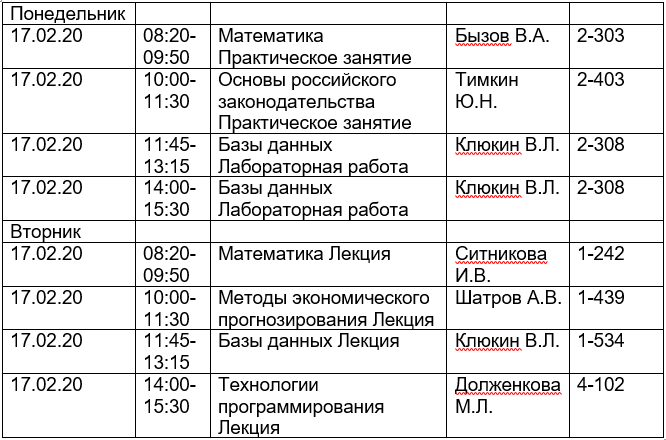 Понедельник
17.02.20 08:20- Математика Бызов В.А. 2-303
09:50 Практическое занятие
17.02.20 10:00- Основы российского Тимкин 2-403
11:30 законодательства Ю.Н.
Практическое занятие
17.02.20 11:45- Базы данных Клюкин В.Л. 2-308
13:15 Лабораторная работа
17.02.20 14:00- Базы данных Клюкин В.Л. 2-308
15:30 Лабораторная работа
Вторник
17.02.20 08:20- Математика Лекция Ситникова 1-242
09:50 И.В.
17.02.20 10:00- Методы экономического Шатров А.В. 1-439
11:30 прогнозирования Лекция
17.02.20 11:45- Базы данных Лекция Клюкин В.Л. 1-534
13:15
17.02.20 14:00- Технологии Долженкова 4-102
15:30 программирования М.Л.
Лекция